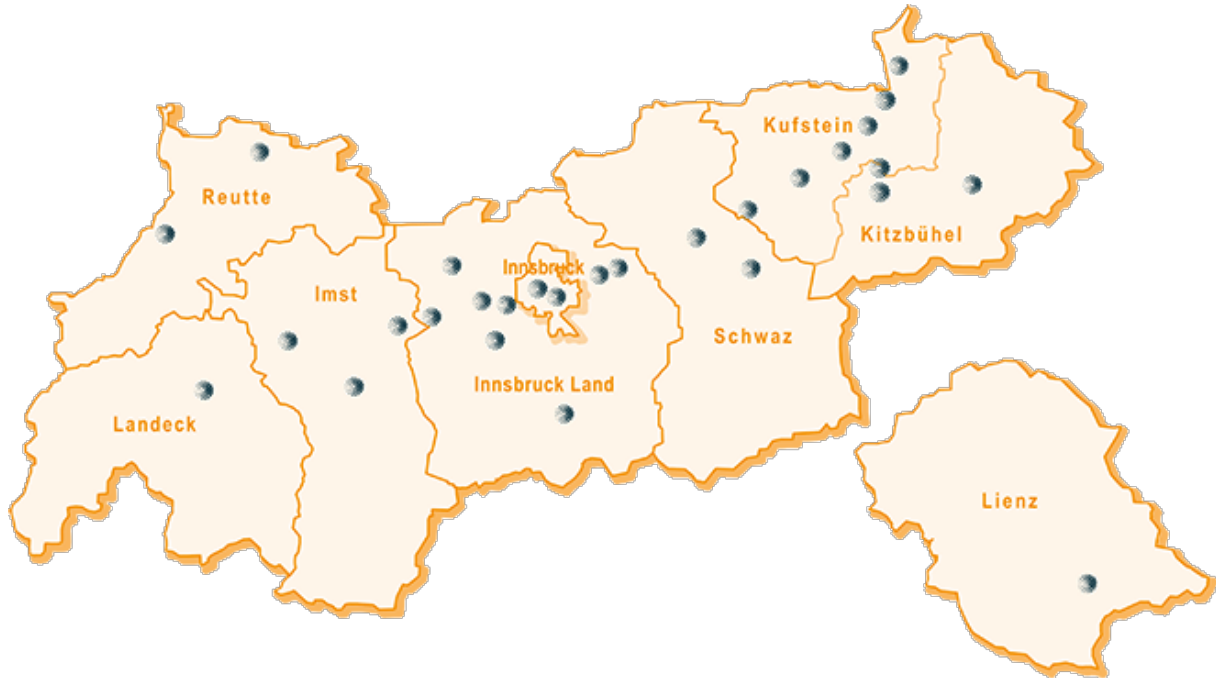 Kufstein
Reutte
Kitzbühel
Innsbruck
Imst
Schwaz
Innsbruck Land
Landeck
Lienz